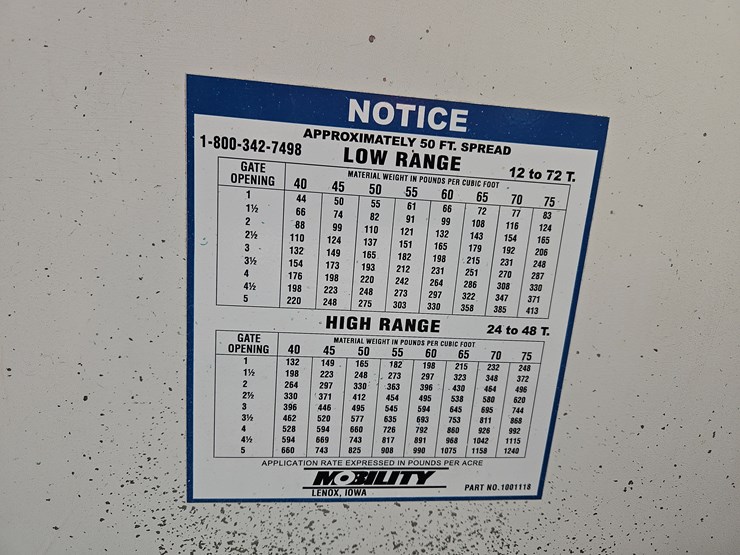 NOTICE
APPROXIMATELY 50 FT. SPREAD
1-800-342-7498
LOW RANGE
12 to 72 T.
GATE OPENING
MATERIAL WEIGHT IN POUNDS PER CUBIC FOOT
40 45 50 55 60 65 70 75
1 44 50 55 61 66 72 77 83
1½ 66 74 82 91 99 108 116 124
2 88 99 110 121 132 143 154 165
2½ 110 124 137 151 165 179 192 206
3 132 149 165 182 198 215 231 248
3½ 154 173 193 212 231 251 270 287
4 176 198 220 242 264 286 308 330
4½ 198 223 248 273 297 322 347 371
5 220 248 275 303 330 358 385 413
HIGH RANGE
24 to 48 T.
GATE OPENING
MATERIAL WEIGHT IN POUNDS PER CUBIC FOOT
40 45 50 55 60 65 70 75
1 132 149 165 182 198 215 232 248
1½ 198 223 248 273 297 323 348 372
2 264 297 330 363 396 430 464 496
2½ 330 371 412 454 495 538 580 620
3 396 446 495 545 594 645 695 744
3½ 462 520 577 635 693 753 811 868
4 528 594 660 726 792 860 926 992
4½ 594 669 743 817 891 968 1042 1115
5 660 743 825 908 990 1075 1158 1240
APPLICATION RATE EXPRESSED IN POUNDS PER ACRE
MOBILITY
LENOX, IOWA
PART NO. 1001118